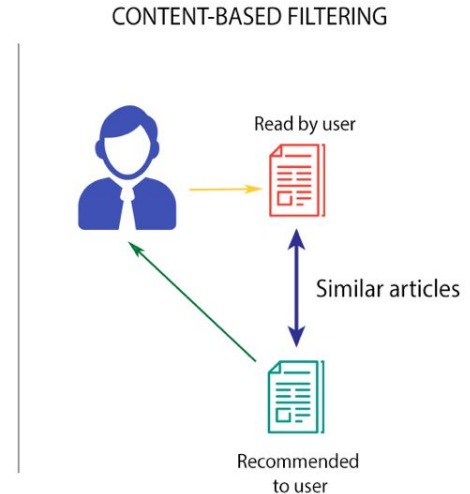 CONTENT-BASED FILTERING
Read by user
Similar articles
Recommended
to user